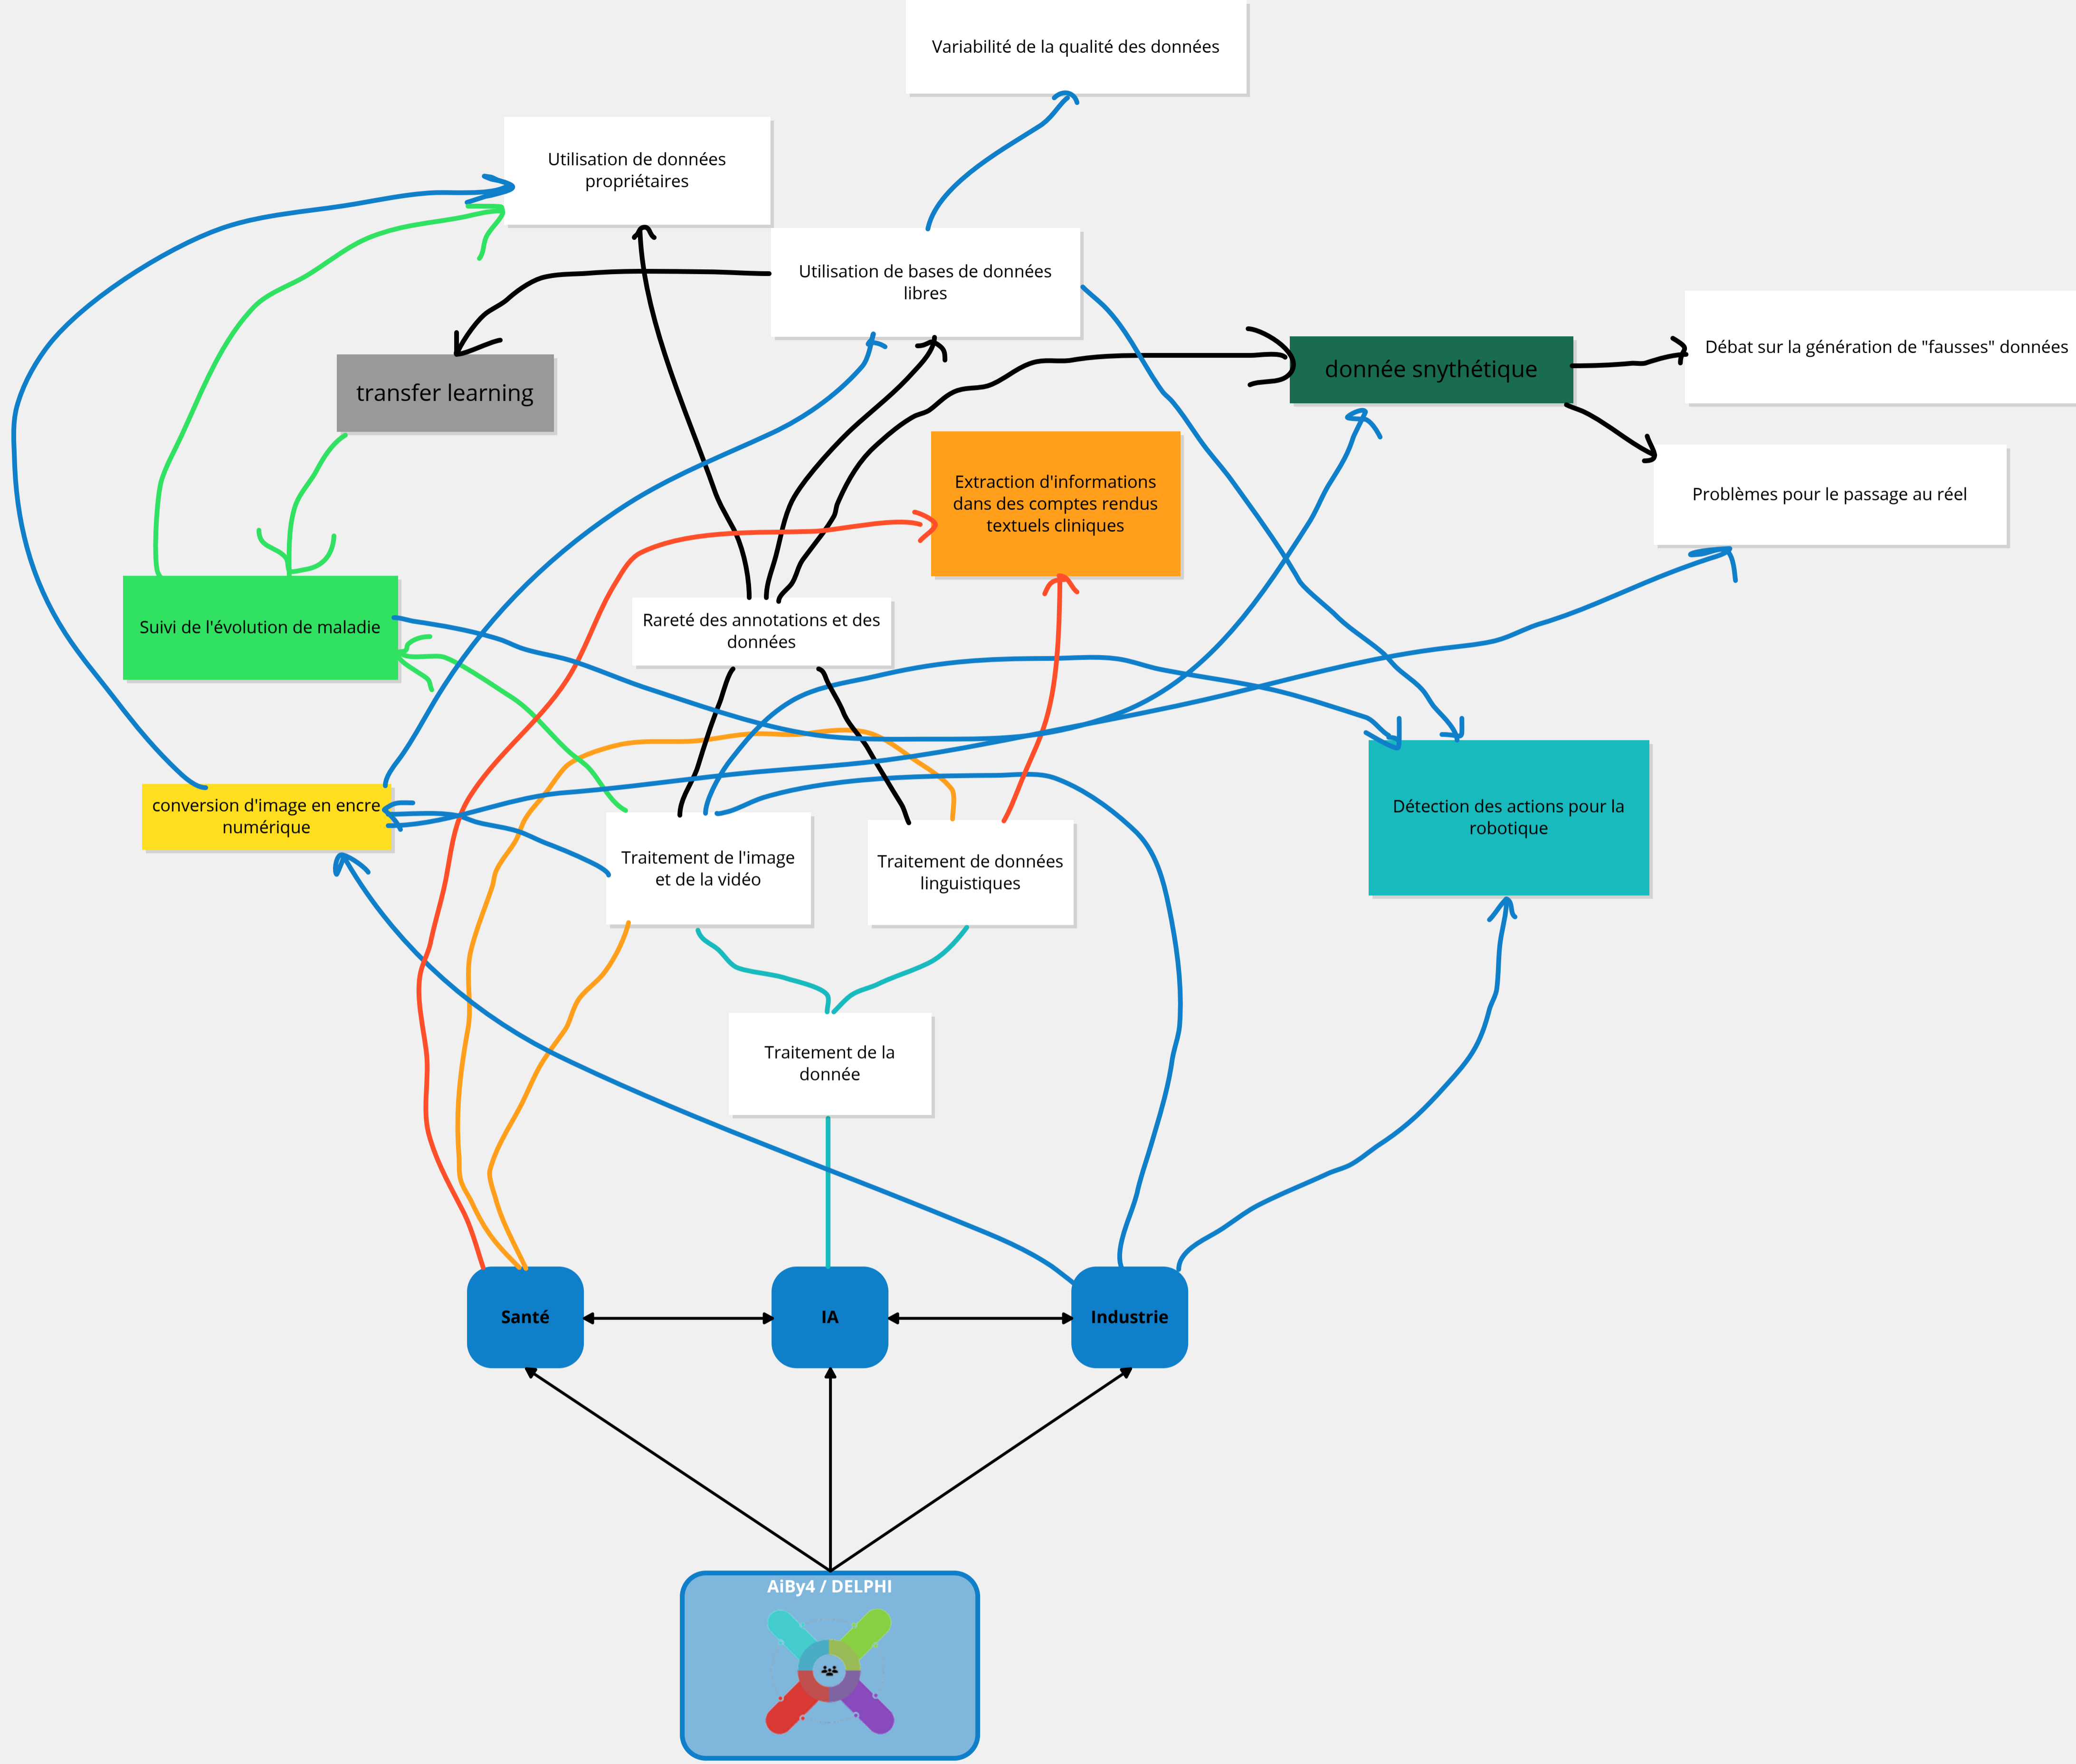 Variabilité de la qualité des données
Utilisation de données
propriétaires
Utilisation de bases de données
libres
Débat sur la génération de "fausses" données
donnée snythétique
transfer learning
Extraction d'informations
dans des comptes rendus
textuels cliniques
Problèmes pour le passage au réel
Suivi de l'évolution de maladie
Rareté des annotations et des
données
conversion d'image en encre
numérique
Détection des actions pour la
robotique
Traitement de l'image
et de la vidéo
Traitement de données
linguistiques
Traitement de la
donnée
Santé
IA
Industrie
AiBy4 / DELPHI